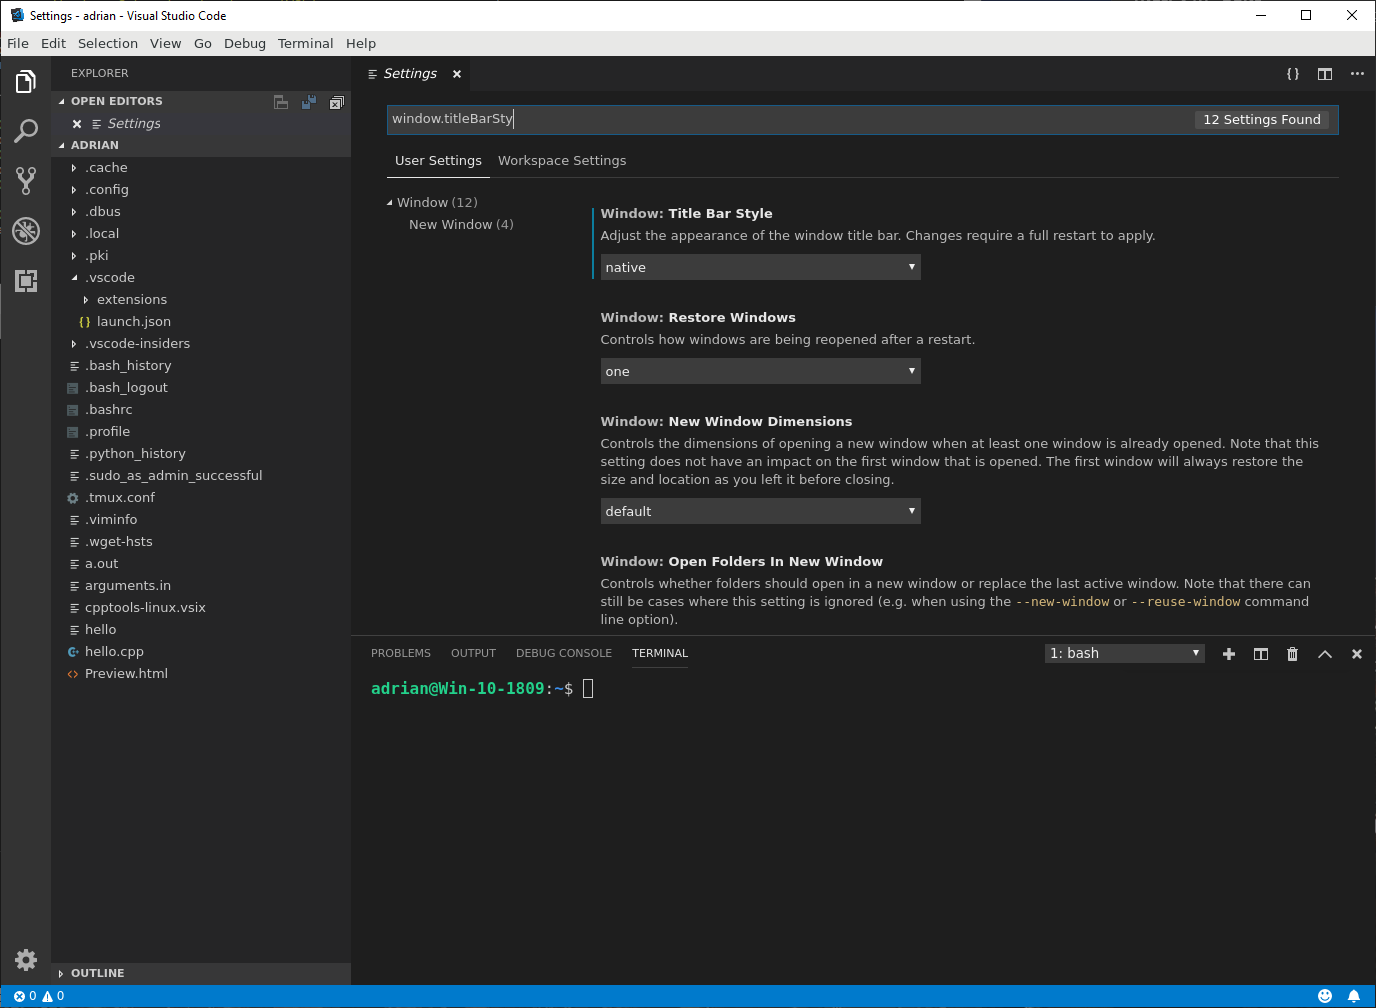 Settings - adrian - Visual Studio Code
File Edit Selection View Go Debug Terminal Help
EXPLORER
OPEN EDITORS
Settings
ADRIAN
.cache
.config
.dbus
.local
.pki
.vscode
extensions
{} launch.json
.vscode-insiders
.bash_history
.bash_logout
.bashrc
.profile
.python_history
.sudo_as_admin_successful
.tmux.conf
.viminfo
.wget-hsts
a.out
arguments.in
cpptools-linux.vsix
hello
hello.cpp
Preview.html
OUTLINE
Settings
{ }
window.titleBarSty
12 Settings Found
User Settings Workspace Settings
Window (12)
New Window (4)
Window: Title Bar Style
Adjust the appearance of the window title bar. Changes require a full restart to apply.
native
Window: Restore Windows
Controls how windows are being reopened after a restart.
one
Window: New Window Dimensions
Controls the dimensions of opening a new window when at least one window is already opened. Note that this
setting does not have an impact on the first window that is opened. The first window will always restore the
size and location as you left it before closing.
default
Window: Open Folders In New Window
Controls whether folders should open in a new window or replace the last active window. Note that there can
still be cases where this setting is ignored (e.g. when using the --new-window or --reuse-window command
line option).
PROBLEMS OUTPUT DEBUG CONSOLE TERMINAL
1: bash
adrian@Win-10-1809:~$
0 0